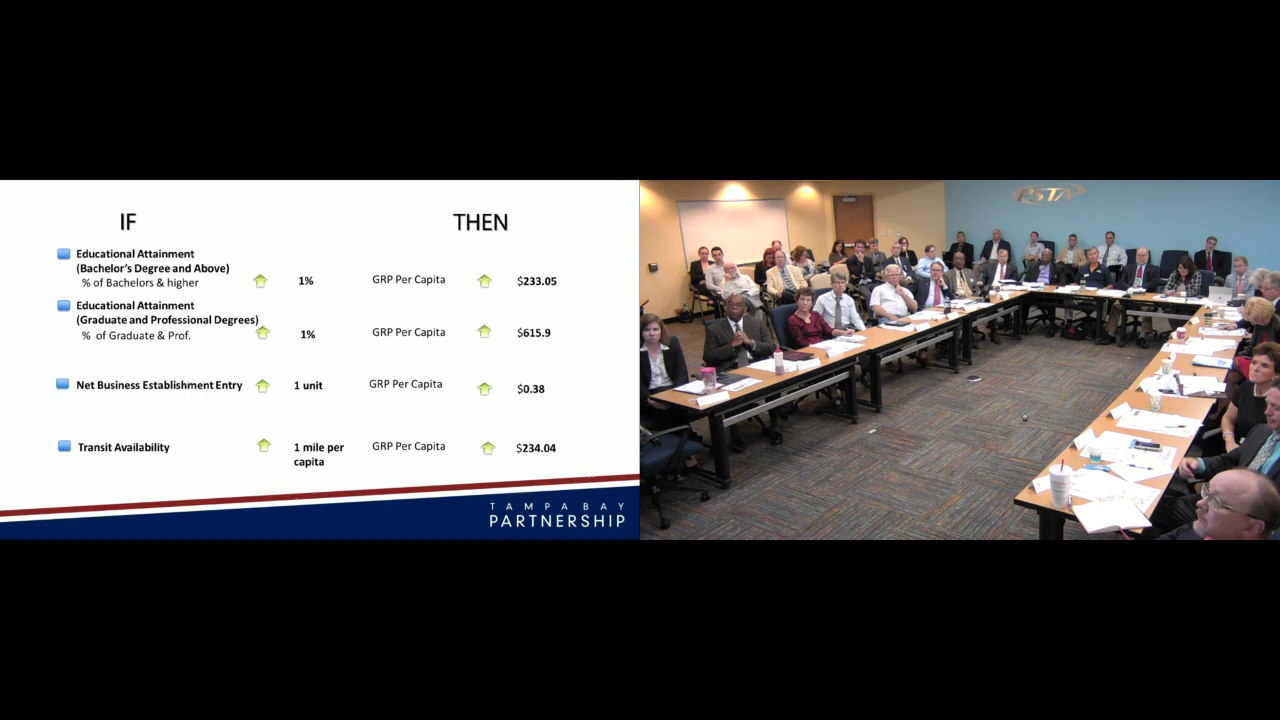 IF THEN
Educational Attainment
(Bachelor's Degree and Above)
% of Bachelors & higher 1% GRP Per Capita $233.05
Educational Attainment
(Graduate and Professional Degrees)
% of Graduate & Prof. 1% GRP Per Capita $615.9
Net Business Establishment Entry 1 unit GRP Per Capita $0.38
Transit Availability 1 mile per GRP Per Capita $234.04
capita
TAMPA BAY
PARTNERSHIP
PSTA